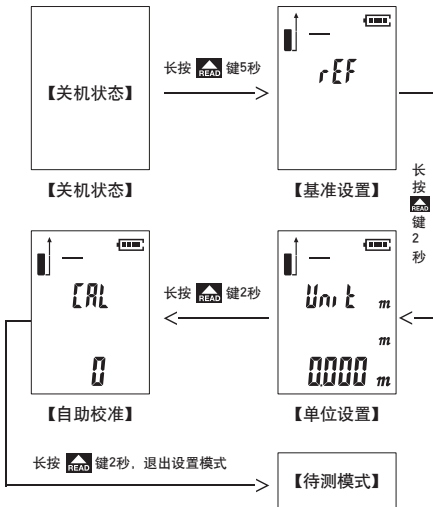 【关机状态】
长按 READ 键5秒
rEF
【关机状态】
【基准设置】
长按 READ 键2秒
CAL
0
长按 READ 键2秒
Unit m
m
0.000 m
【自助校准】
【单位设置】
长按 READ 键2秒，退出设置模式
【待测模式】